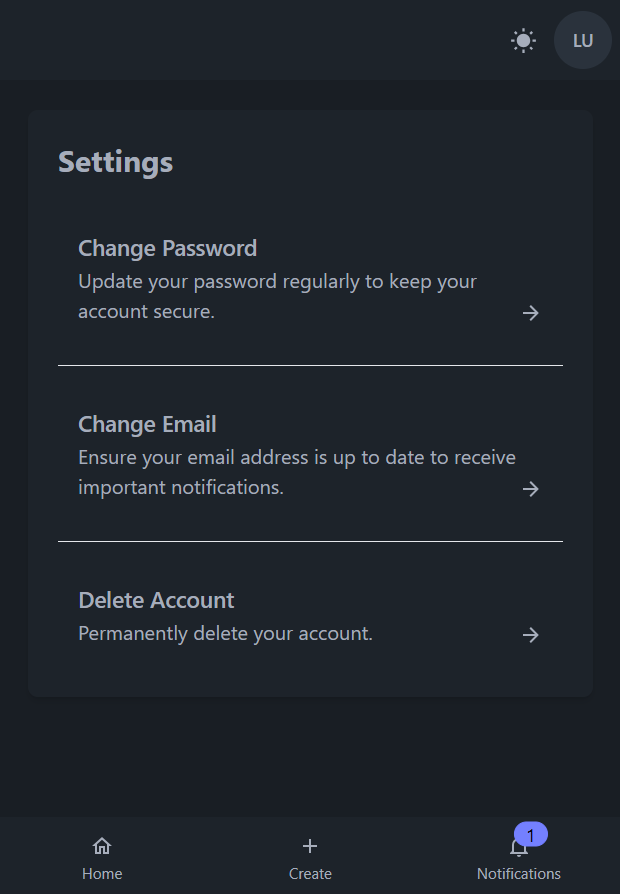 LU
Settings
Change Password
Update your password regularly to keep your
account secure.
Change Email
Ensure your email address is up to date to receive
important notifications.
Delete Account
Permanently delete your account.
1
Home
Create
Notifications